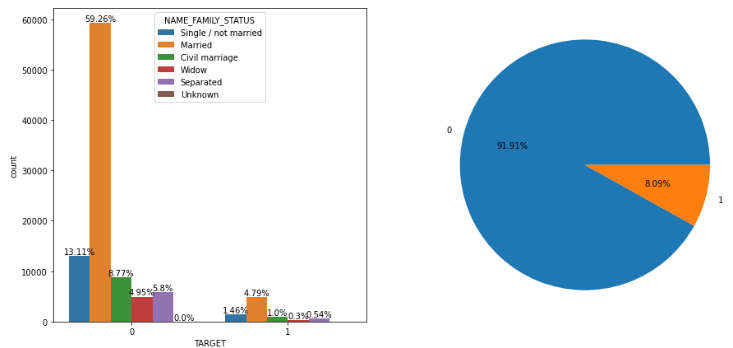 NAME_FAMILY_STATUS
Single / not married
Married
Civil marriage
Widow
Separated
Unknown
60000
50000
40000
30000
20000
10000
0
count
59.26%
13.11%
8.77%
4.95%
5.8%
0.0%
1.46%
4.79%
1.0%
0.3%
0.54%
0
1
TARGET
0
91.91%
8.09%
1